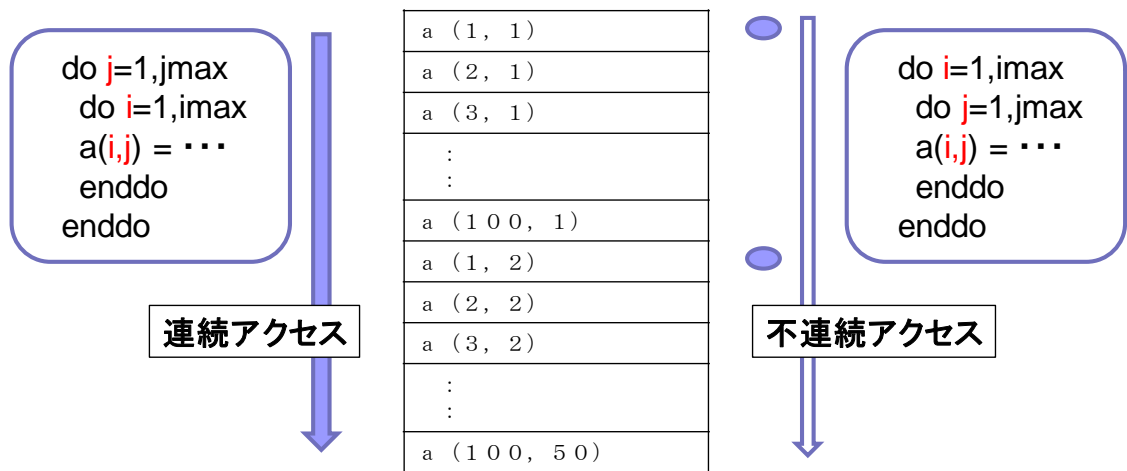 do j=1,jmax
do i=1,imax
a(i,j) = ・・・
enddo
enddo
連続アクセス
a (1, 1)
a (2, 1)
a (3, 1)
:
:
a (１００, 1)
a (1, 2)
a (2, 2)
a (3, 2)
:
:
a (１００, ５０)
do i=1,imax
do j=1,jmax
a(i,j) = ・・・
enddo
enddo
不連続アクセス